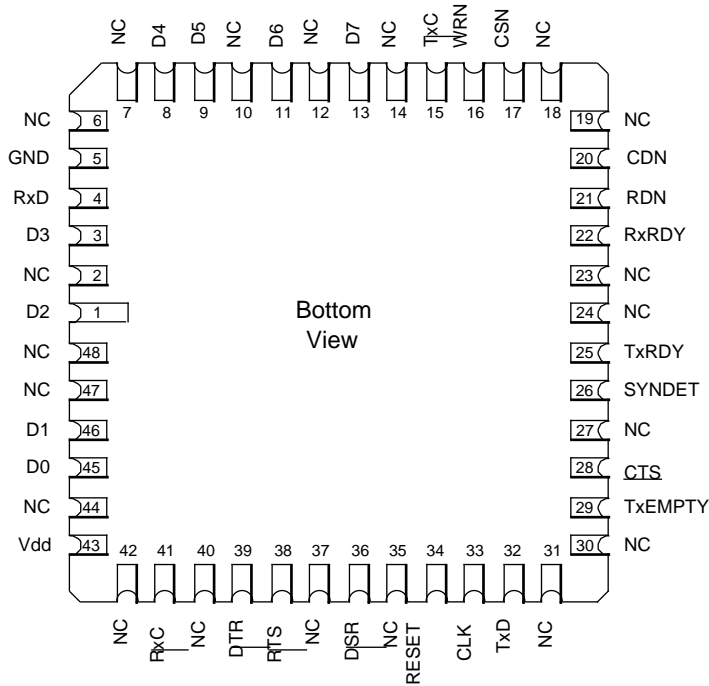 NC D4 D5 NC D6 NC D7 NC TxC WRN CSN NC
7 8 9 10 11 12 13 14 15 16 17 18
NC 6 19 NC
GND 5 20 CDN
RxD 4 21 RDN
D3 3 22 RxRDY
NC 2 23 NC
D2 1 24 NC
Bottom
View
NC 48 25 TxRDY
NC 47 26 SYNDET
D1 46 27 NC
D0 45 28 CTS
NC 44 29 TxEMPTY
Vdd 43 30 NC
42 41 40 39 38 37 36 35 34 33 32 31
NC RxC NC DTR RTS NC DSR NC RESET CLK TxD NC